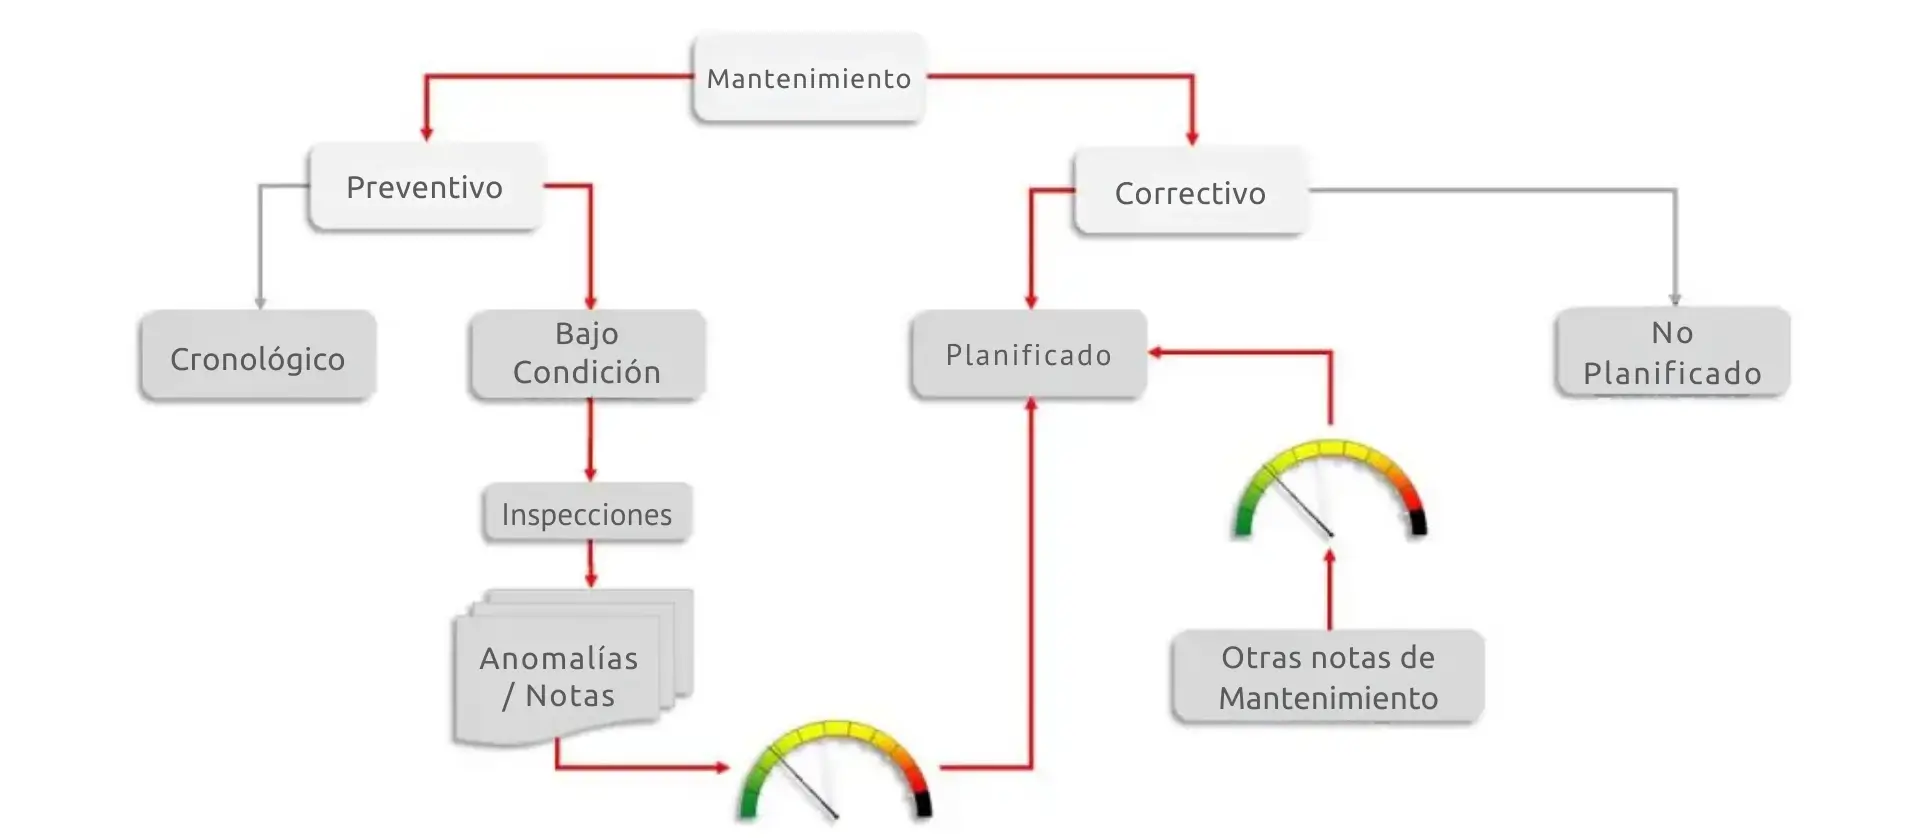 Mantenimiento
Preventivo
Correctivo
Cronológico
Bajo
Condición
Planificado
No
Planificado
Inspecciones
Anomalías
/ Notas
Otras notas de
Mantenimiento